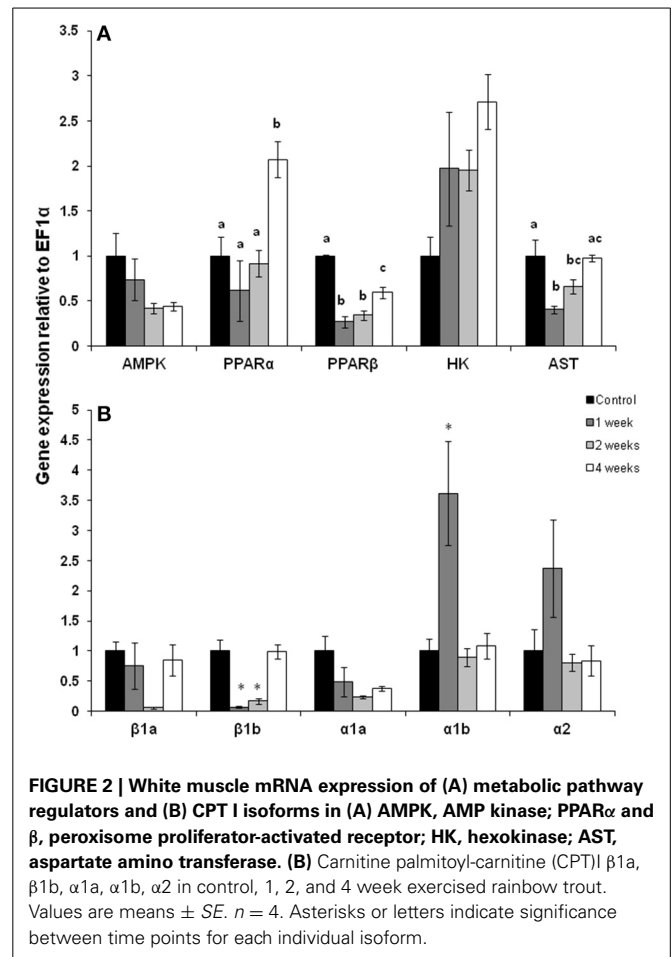 A
3.5
3
2.5
2
1.5
1
0.5
0
a a a b
a b b c
a b bc ac
AMPK PPARα PPARβ HK AST
Gene expression relative to EF1α
B
5
4.5
4
3.5
3
2.5
2
1.5
1
0.5
0
Control
1 week
2 weeks
4 weeks
* *
*
β1a β1b α1a α1b α2
FIGURE 2 | White muscle mRNA expression of (A) metabolic pathway
regulators and (B) CPT I isoforms in (A) AMPK, AMP kinase; PPARα and
β, peroxisome proliferator-activated receptor; HK, hexokinase; AST,
aspartate amino transferase. (B) Carnitine palmitoyl-carnitine (CPT)I β1a,
β1b, α1a, α1b, α2 in control, 1, 2, and 4 week exercised rainbow trout.
Values are means ± SE. n = 4. Asterisks or letters indicate significance
between time points for each individual isoform.